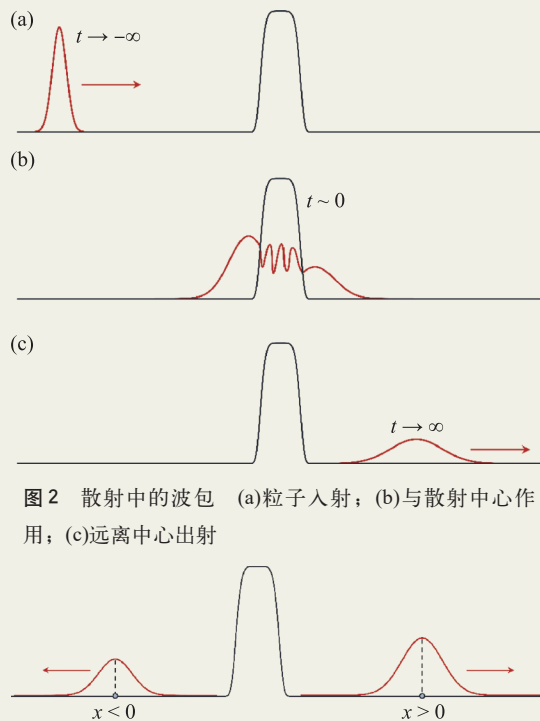 (a)
t → −∞
(b)
t ~ 0
(c)
t → ∞
图2 散射中的波包 (a)粒子入射；(b)与散射中心作
用；(c)远离中心出射
x < 0
x > 0